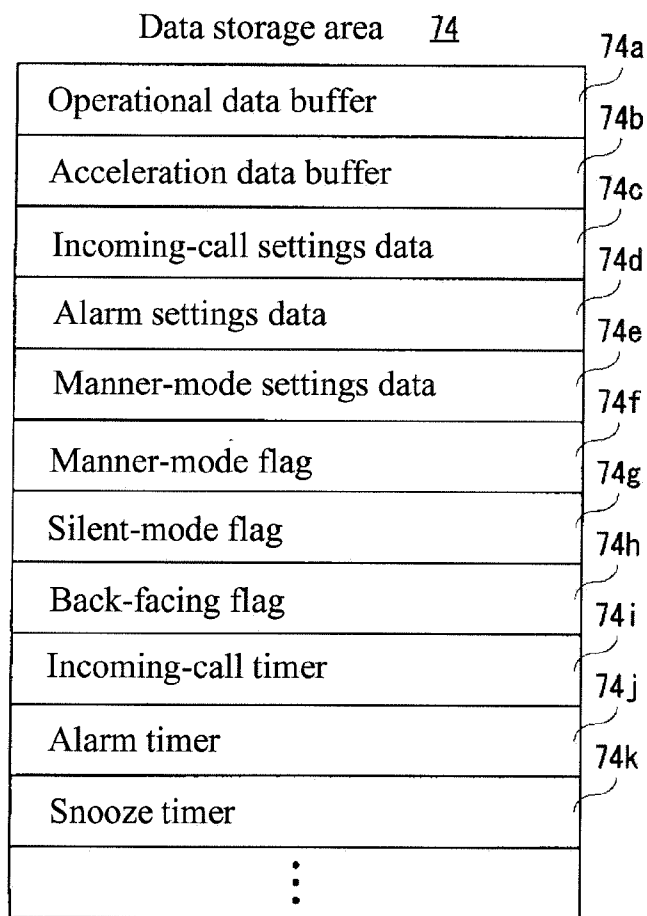 Data storage area 74
74a
Operational data buffer
74b
Acceleration data buffer
74c
Incoming-call settings data
74d
Alarm settings data
74e
Manner-mode settings data
74f
Manner-mode flag
74g
Silent-mode flag
74h
Back-facing flag
74i
Incoming-call timer
74j
Alarm timer
74k
Snooze timer
⋮